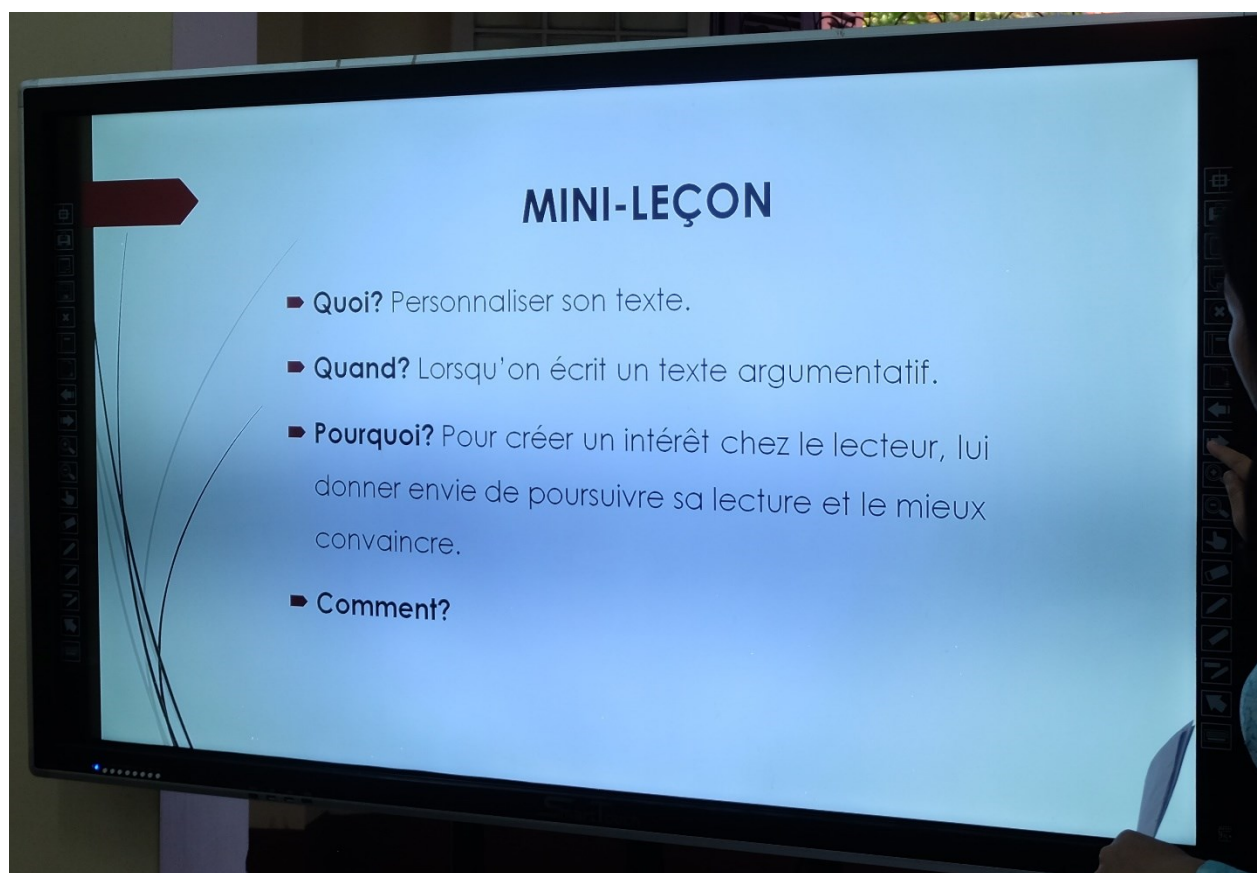 MINI-LEÇON
Quoi? Personnaliser son texte.
Quand? Lorsqu'on écrit un texte argumentatif.
Pourquoi? Pour créer un intérêt chez le lecteur, lui
donner envie de poursuivre sa lecture et le mieux
convaincre.
Comment?